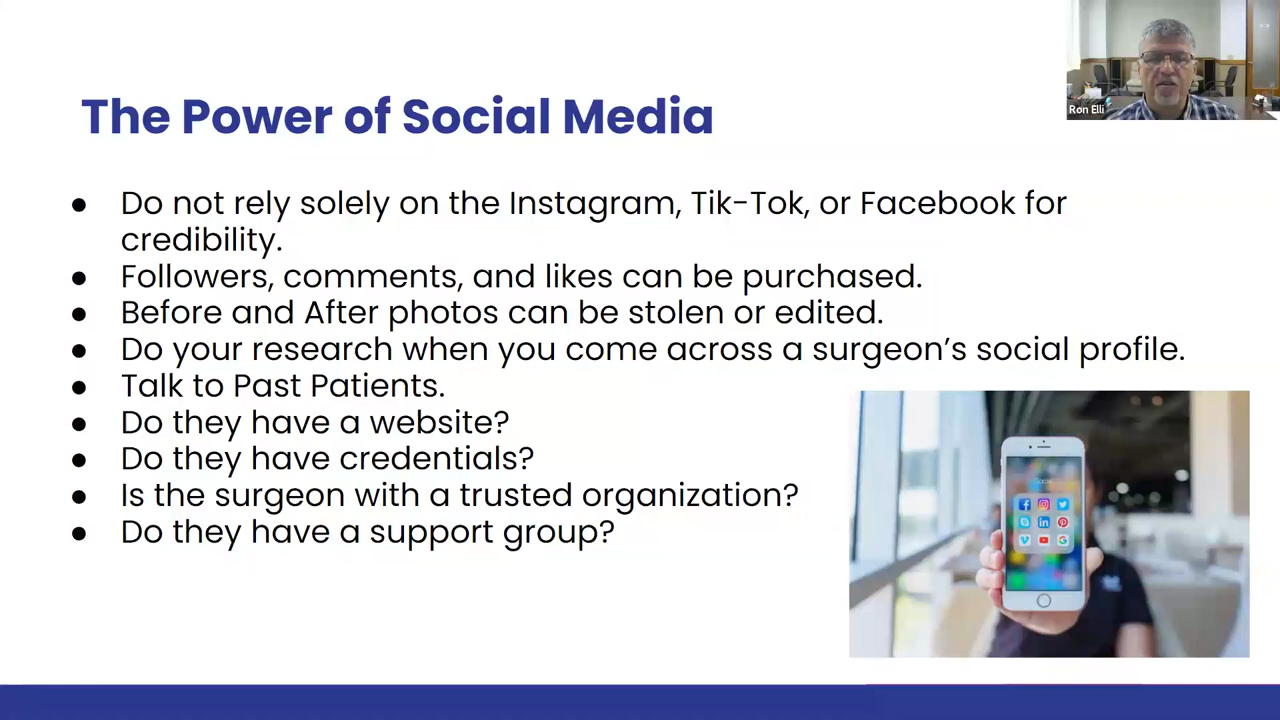 Ron Elli
The Power of Social Media
● Do not rely solely on the Instagram, Tik-Tok, or Facebook for
credibility.
● Followers, comments, and likes can be purchased.
● Before and After photos can be stolen or edited.
● Do your research when you come across a surgeon’s social profile.
● Talk to Past Patients.
● Do they have a website?
● Do they have credentials?
● Is the surgeon with a trusted organization?
● Do they have a support group?